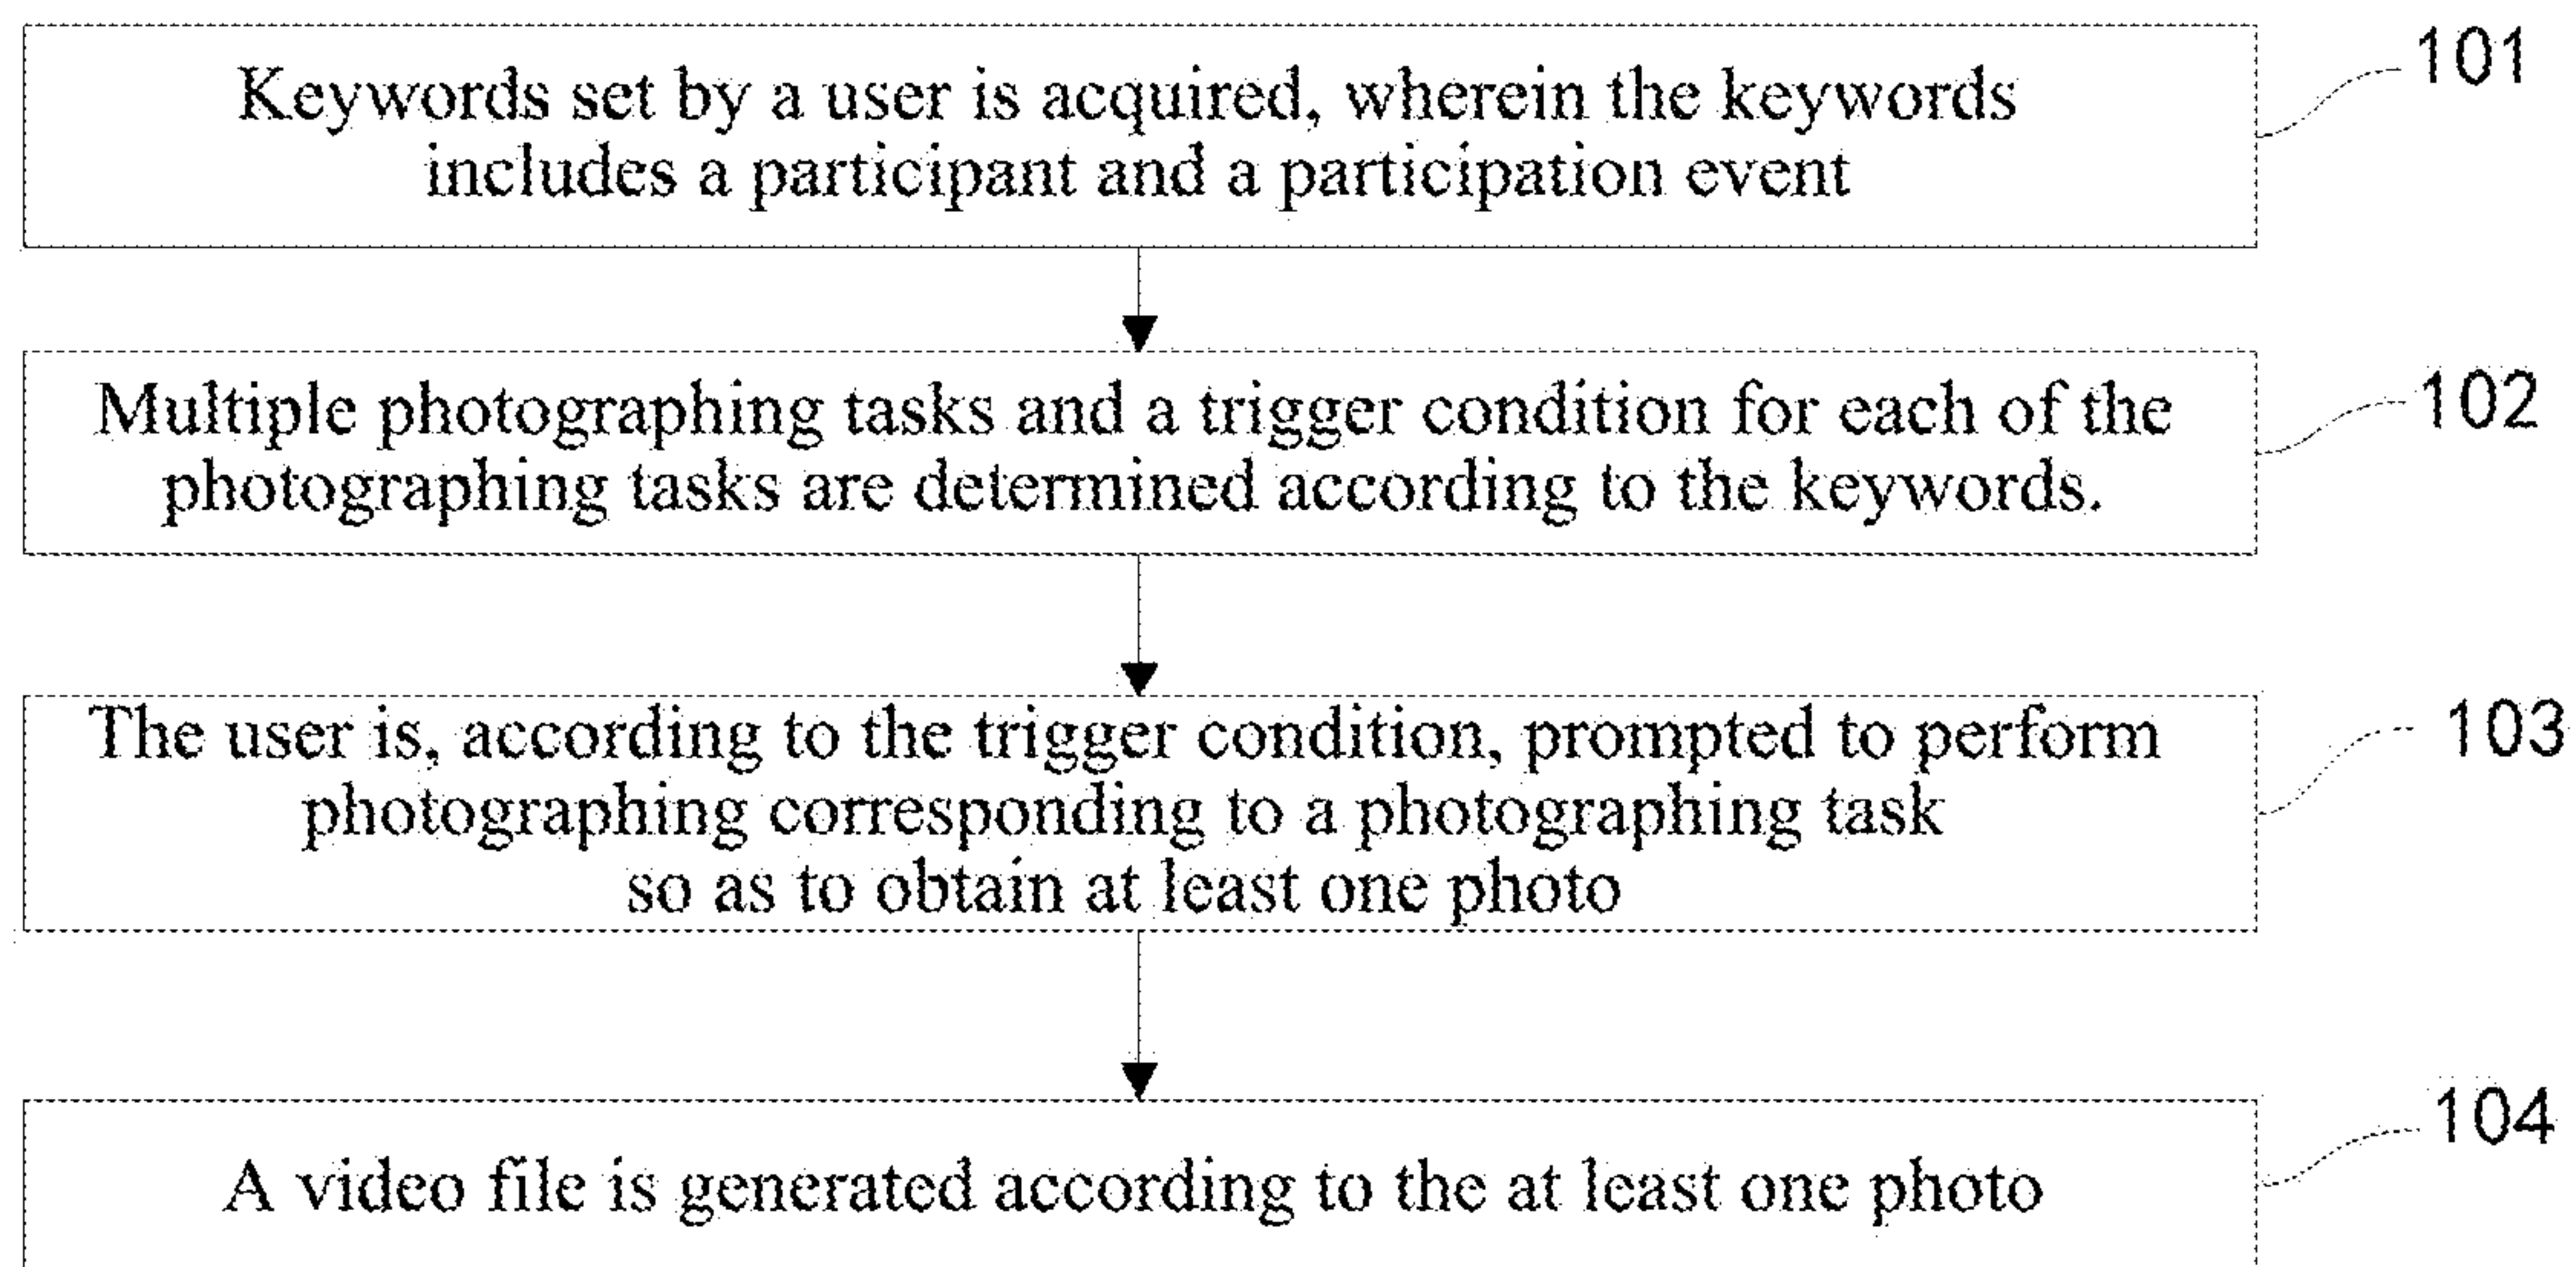 Keywords set by a user is acquired, wherein the keywords
includes a participant and a participation event
101
Multiple photographing tasks and a trigger condition for each of the
photographing tasks are determined according to the keywords.
102
The user is, according to the trigger condition, prompted to perform
photographing corresponding to a photographing task
so as to obtain at least one photo
103
A video file is generated according to the at least one photo
104